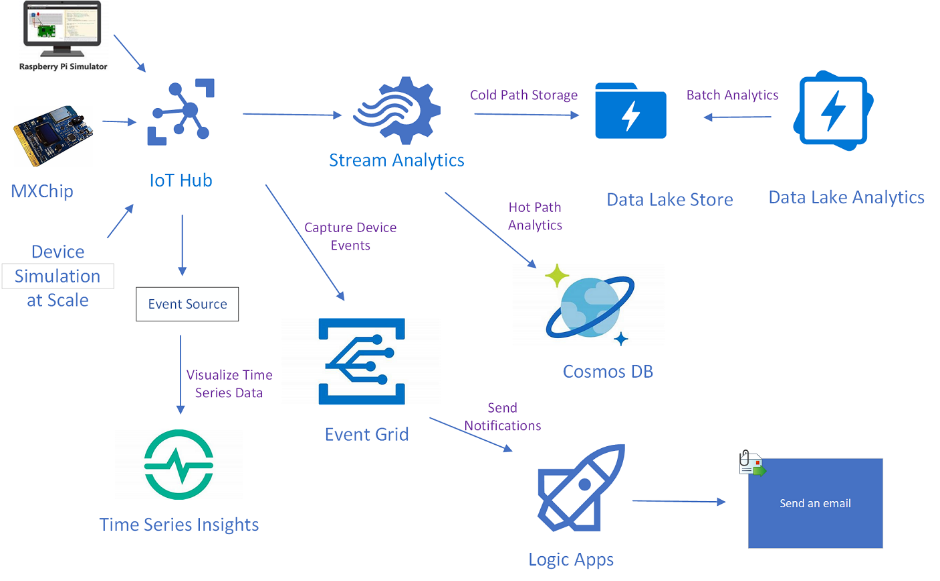 Raspberry Pi Simulator
MXChip
Device
Simulation
at Scale
IoT Hub
Event Source
Visualize Time
Series Data
Time Series Insights
Stream Analytics
Capture Device
Events
Event Grid
Cold Path Storage
Hot Path
Analytics
Cosmos DB
Send
Notifications
Logic Apps
Send an email
Data Lake Store
Batch Analytics
Data Lake Analytics